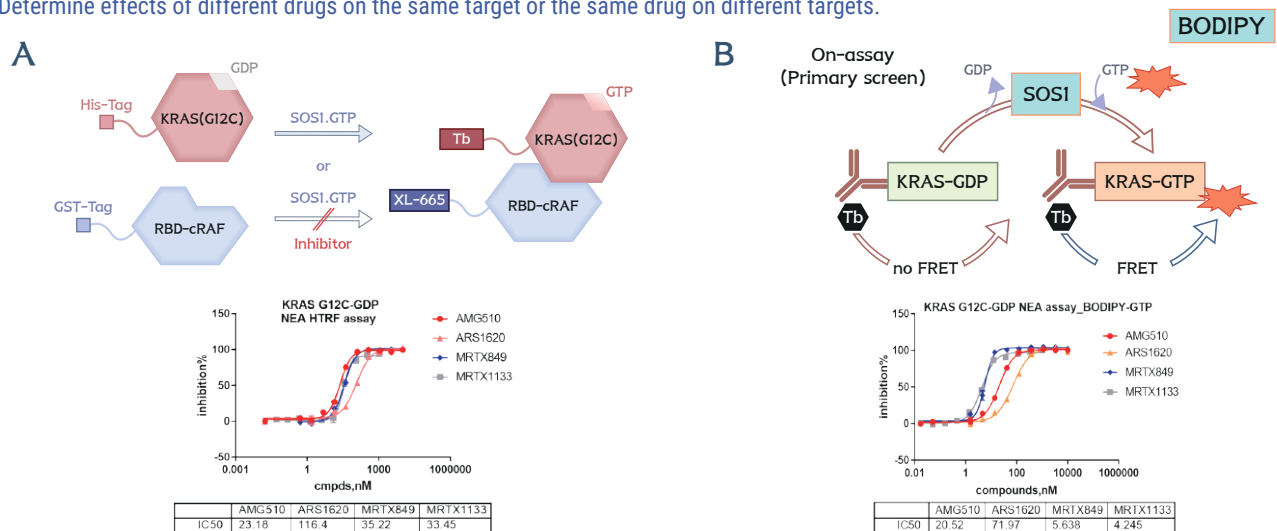 Determine effects of different drugs on the same target or the same drug on different targets.
BODIPY
A
GDP
His-Tag
KRAS(G12C)
SOS1.GTP
or
GST-Tag
RBD-cRAF
SOS1.GTP
Inhibitor
GTP
Tb
KRAS(G12C)
XL-665
RBD-cRAF
KRAS G12C-GDP
NEA HTRF assay
inhibition%
150
100
50
0
-50
0.001
1
1000
1000000
cmpds,nM
AMG510
ARS1620
MRTX849
MRTX1133
AMG510 ARS1620 MRTX849 MRTX1133
IC50 23.18 116.4 35.22 33.45
B
On-assay
(Primary screen)
GDP
SOS1
GTP
KRAS-GDP
Tb
KRAS-GTP
Tb
no FRET
FRET
KRAS G12C-GDP NEA assay_BODIPY-GTP
inhibition%
150
100
50
0
-50
0.01
1
100
10000
1000000
compounds,nM
AMG510
ARS1620
MRTX849
MRTX1133
AMG510 ARS1620 MRTX849 MRTX1133
IC50 20.52 71.97 5.638 4.245